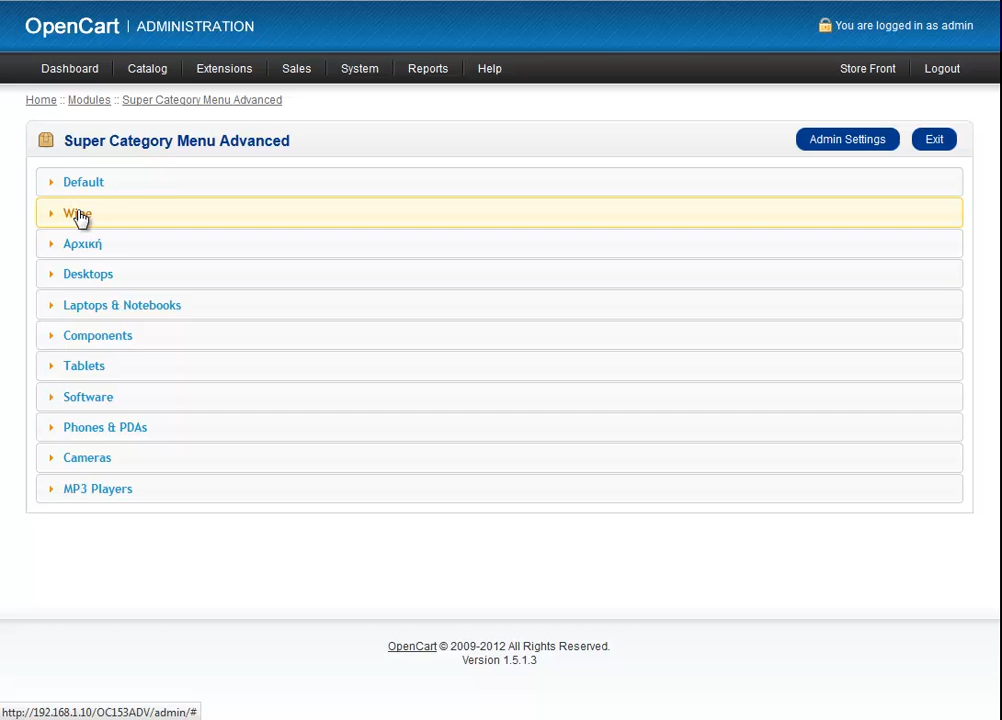 OpenCart | ADMINISTRATION
You are logged in as admin
Dashboard Catalog Extensions Sales System Reports Help Store Front Logout
Home :: Modules :: Super Category Menu Advanced
Super Category Menu Advanced
Admin Settings Exit
Default
Αρχική
Desktops
Laptops & Notebooks
Components
Tablets
Software
Phones & PDAs
Cameras
MP3 Players
OpenCart © 2009-2012 All Rights Reserved.
Version 1.5.1.3
http://192.168.1.10/OC153ADV/admin/#